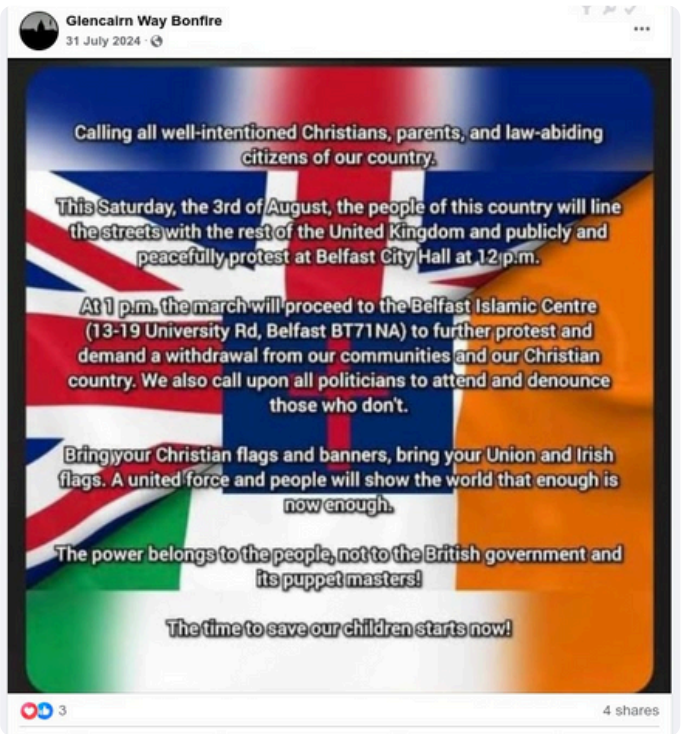 Glencairn Way Bonfire
31 July 2024 ·
Calling all well-intentioned Christians, parents, and law-abiding
citizens of our country.
This Saturday, the 3rd of August, the people of this country will line
the streets with the rest of the United Kingdom and publicly and
peacefully protest at Belfast City Hall at 12 p.m.
At 1 p.m. the march will proceed to the Belfast Islamic Centre
(13-19 University Rd, Belfast BT71NA) to further protest and
demand a withdrawal from our communities and our Christian
country. We also call upon all politicians to attend and denounce
those who don't.
Bring your Christian flags and banners, bring your Union and Irish
flags. A united force and people will show the world that enough is
now enough.
The power belongs to the people, not to the British government and
its puppet masters!
The time to save our children starts now!
3
4 shares